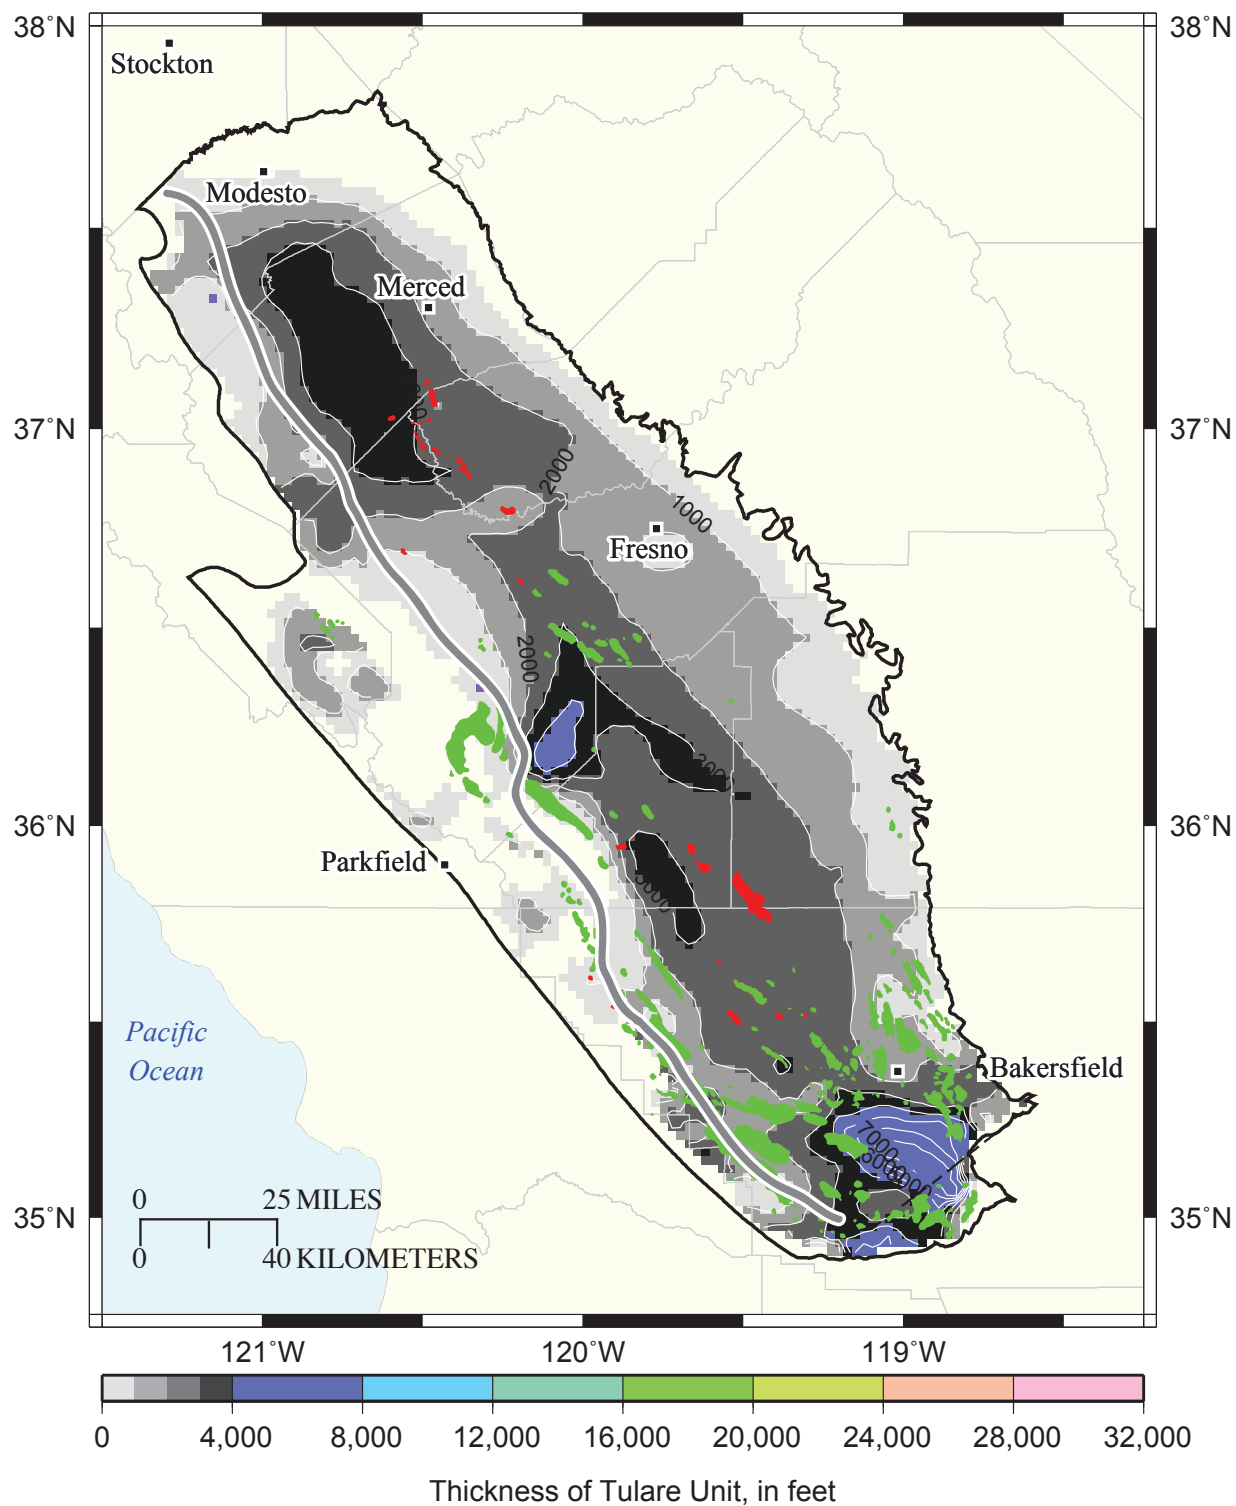 38°N
38°N
Stockton
Modesto
Merced
37°N
37°N
2000
1000
Fresno
2000
3000
36°N
36°N
Parkfield
3000
Pacific
Ocean
Bakersfield
7000
0
25 MILES
35°N
35°N
0
40 KILOMETERS
121°W
120°W
119°W
0
4,000
8,000
12,000
16,000
20,000
24,000
28,000
32,000
Thickness of Tulare Unit, in feet